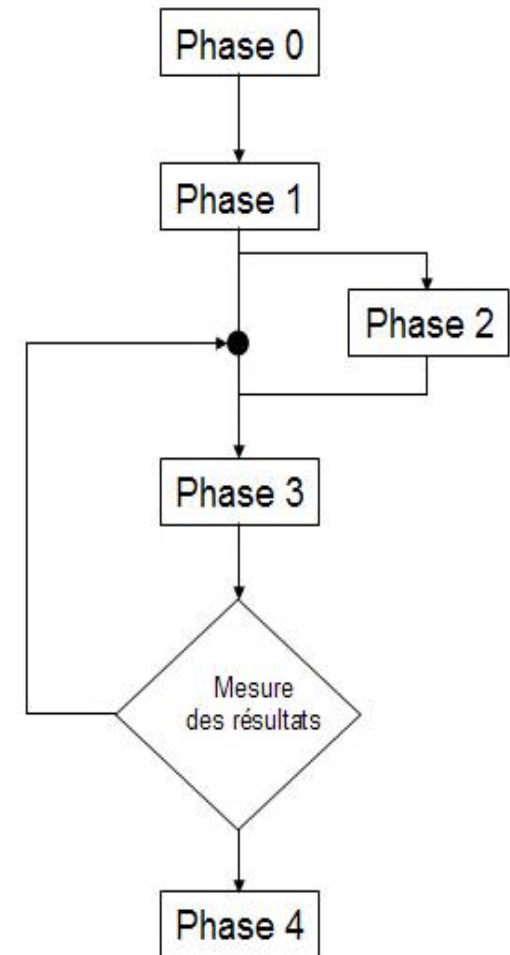 Phase 0
Phase 1
Phase 2
Phase 3
Mesure
des résultats
Phase 4